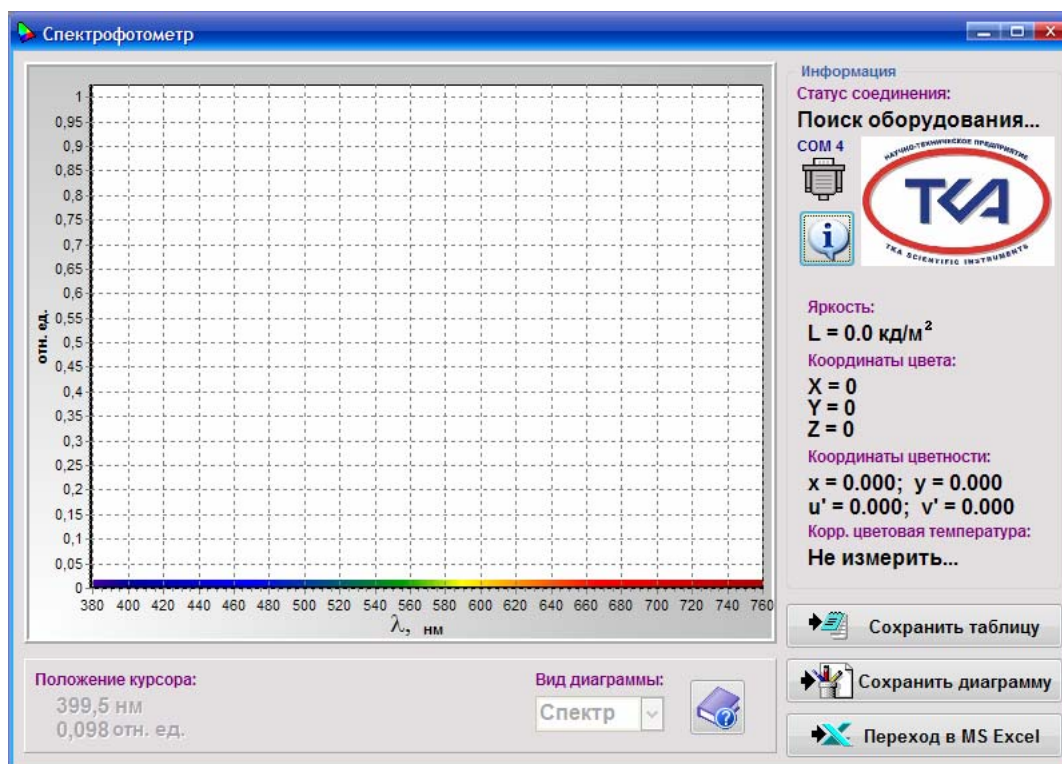 Спектрофотометр
1
0,95
0,9
0,85
0,8
0,75
0,7
0,65
0,6
0,55
0,5
0,45
0,4
0,35
0,3
0,25
0,2
0,15
0,1
0,05
0
отн. ед.
380 400 420 440 460 480 500 520 540 560 580 600 620 640 660 680 700 720 740 760
λ, нм
Информация
Статус соединения:
Поиск оборудования...
COM 4
НАУЧНО-ТЕХНИЧЕСКОЕ ПРЕДПРИЯТИЕ
ТКА
TKA SCIENTIFIC INSTRUMENTS
i
Яркость:
L = 0.0 кд/м²
Координаты цвета:
X = 0
Y = 0
Z = 0
Координаты цветности:
x = 0.000; y = 0.000
u' = 0.000; v' = 0.000
Корр. цветовая температура:
Не измерить...
Положение курсора:
399,5 нм
0,098 отн. ед.
Вид диаграммы:
Спектр
?
Сохранить таблицу
Сохранить диаграмму
Переход в MS Excel